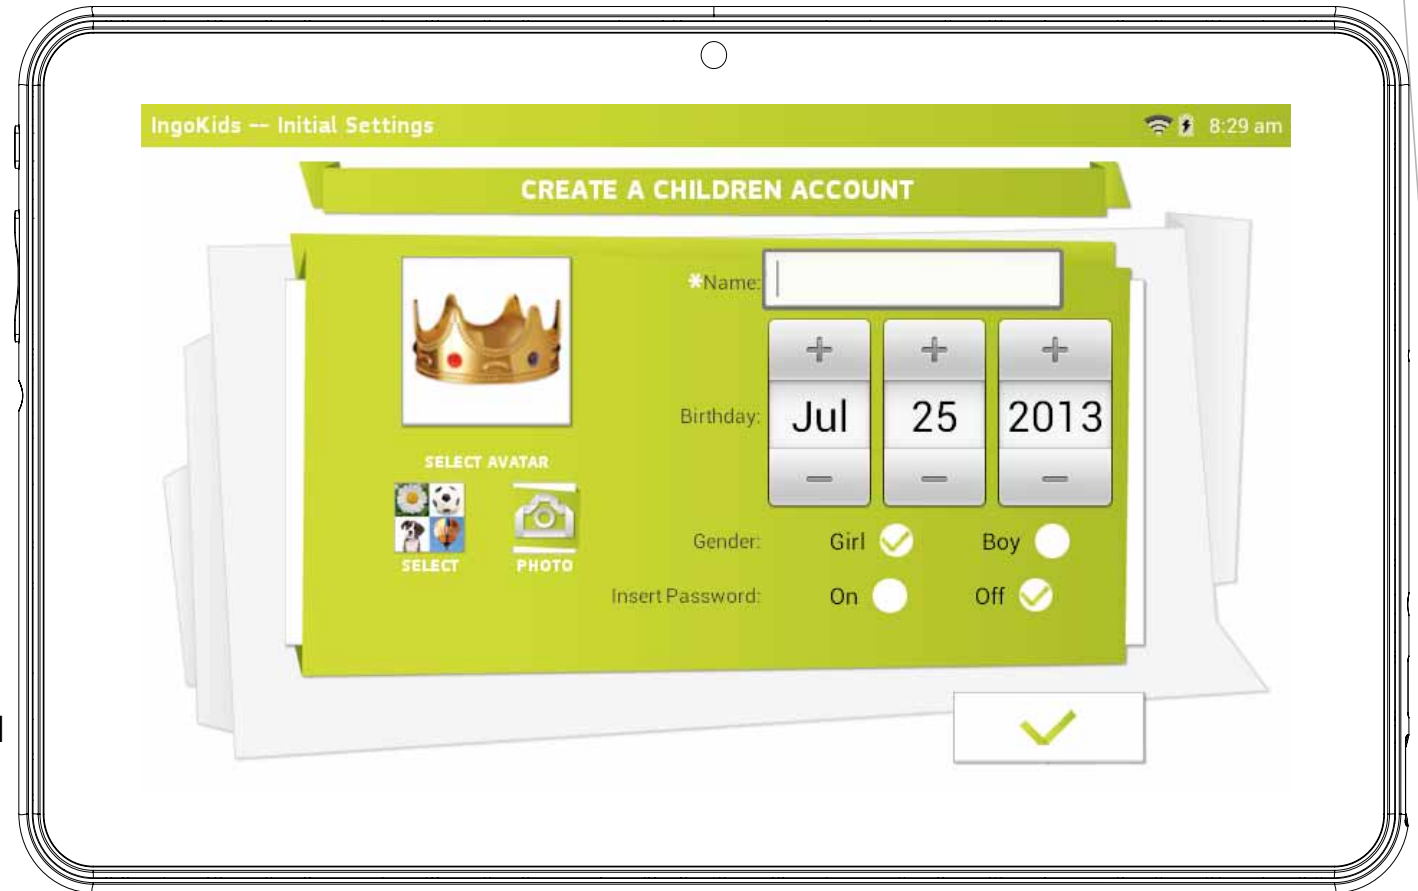 IngoKids -- Initial Settings 8:29 am
CREATE A CHILDREN ACCOUNT
*Name:
Birthday: Jul 25 2013
SELECT AVATAR
SELECT PHOTO
Gender: Girl Boy
Insert Password: On Off